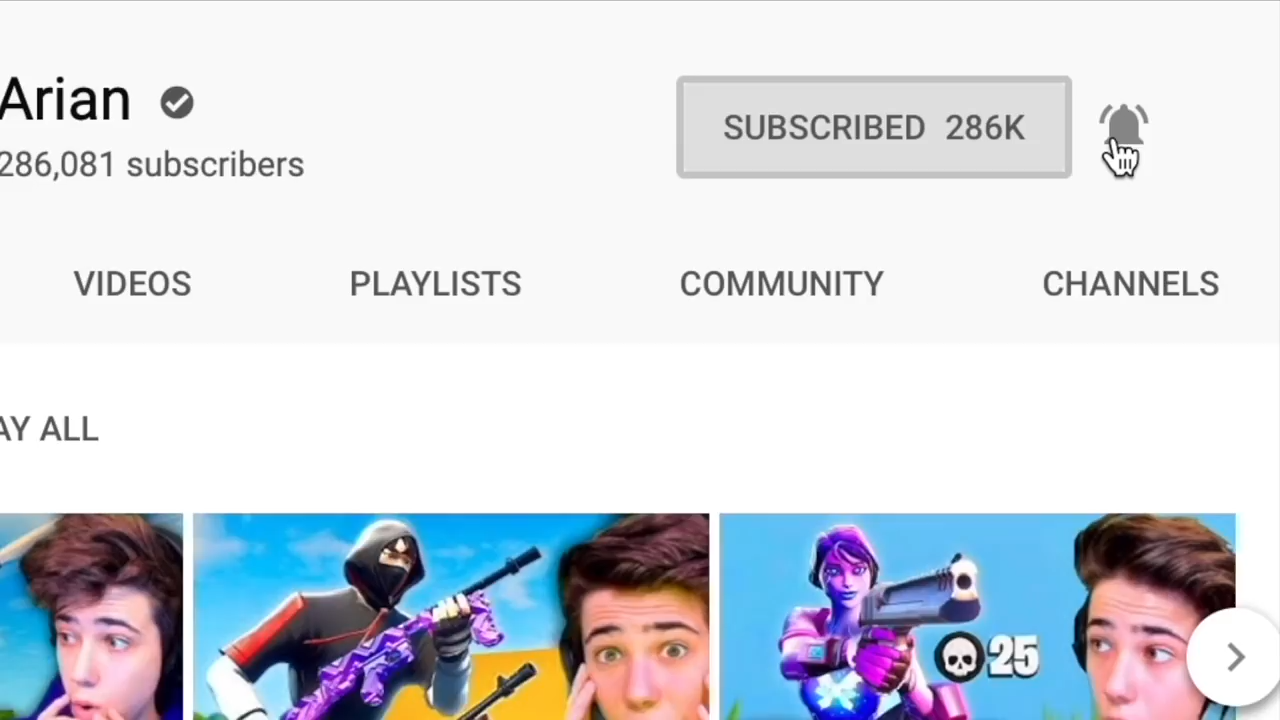 Arian
286,081 subscribers
SUBSCRIBED 286K
VIDEOS PLAYLISTS COMMUNITY CHANNELS
AY ALL
25